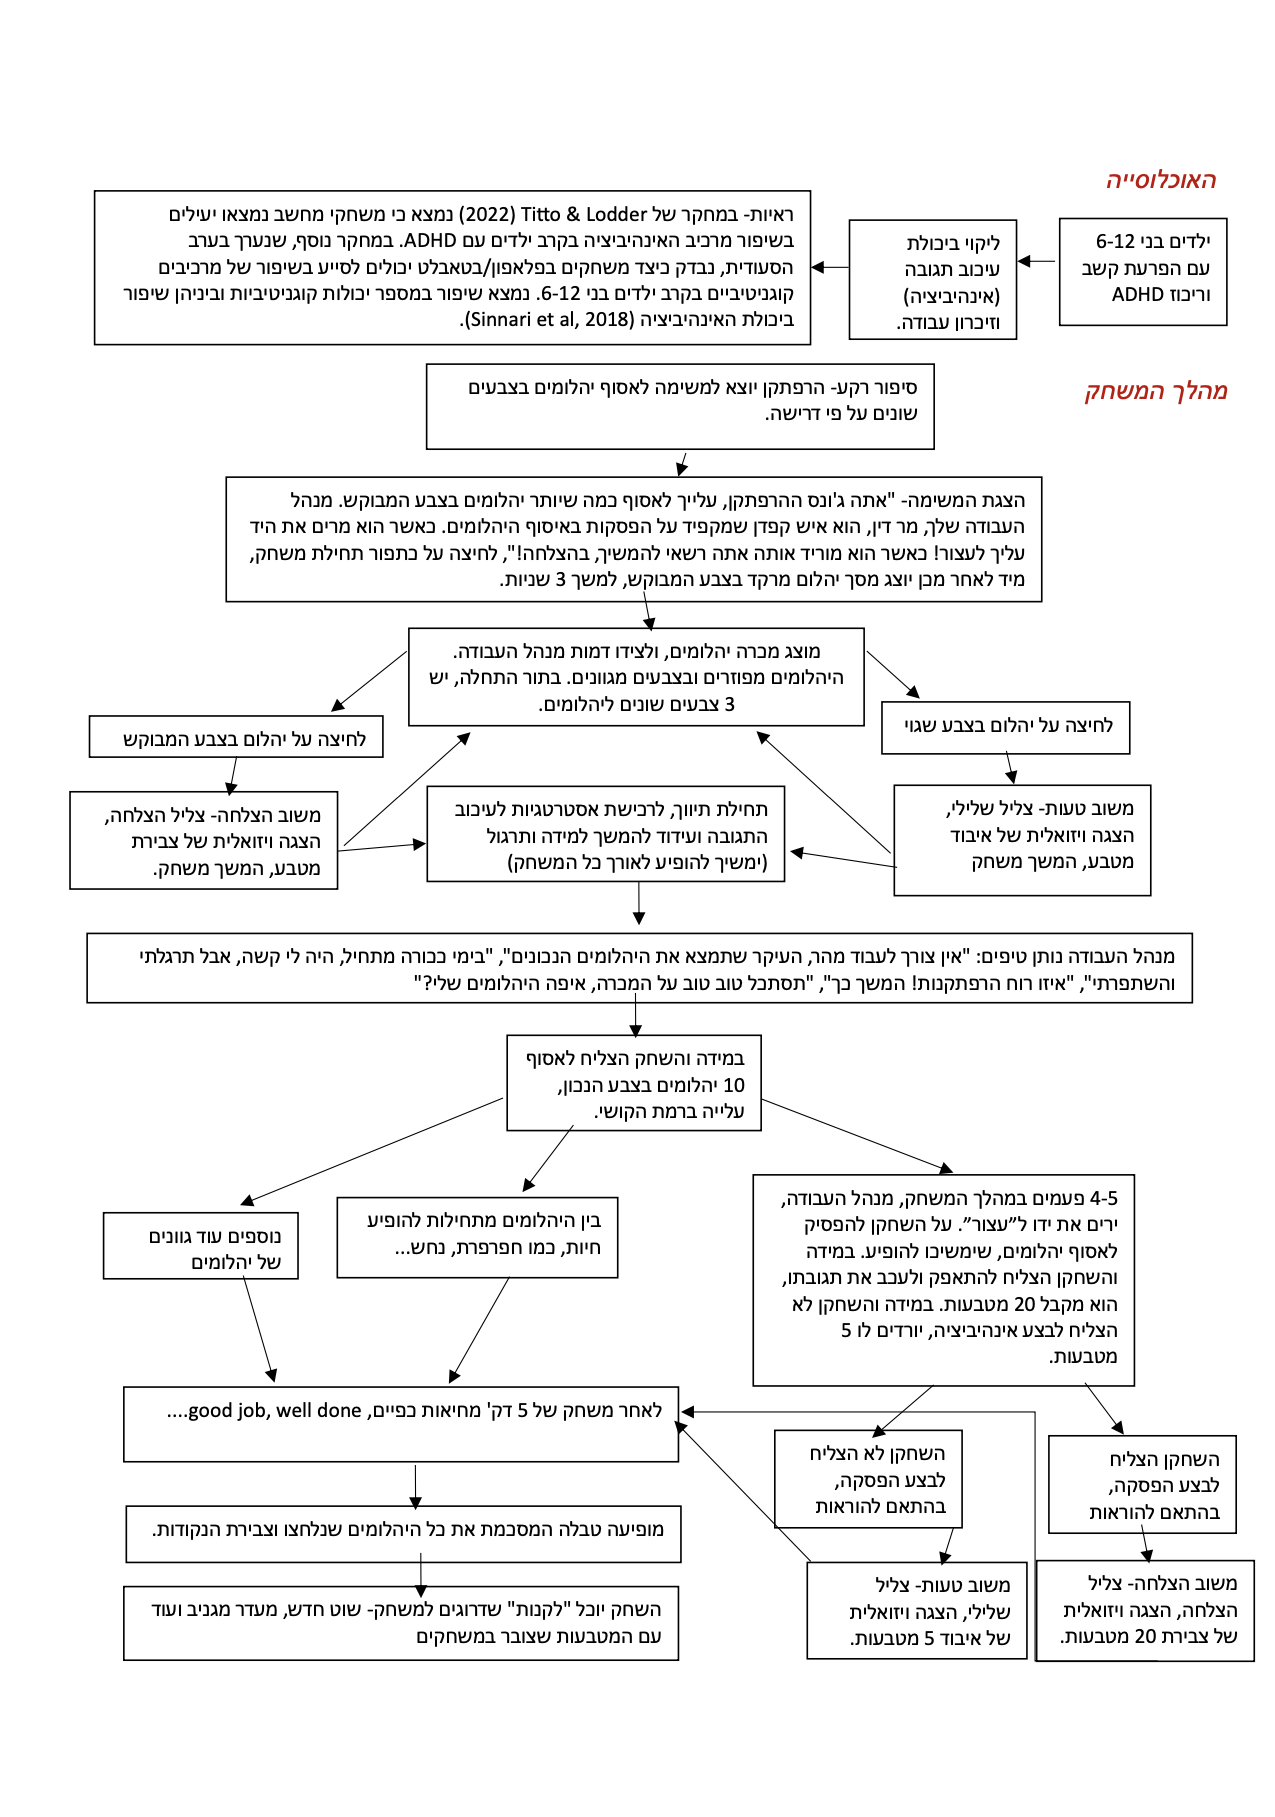 האוכלוסייה
ילדים בני 6-12
עם הפרעת קשב
וריכוז ADHD
ליקוי ביכולת
עיכוב תגובה
(אינהיביציה)
וזיכרון עבודה.
ראיות- במחקר של Titto & Lodder (2022) נמצא כי משחקי מחשב נמצאו יעילים
בשיפור מרכיב האינהיביציה בקרב ילדים עם ADHD. במחקר נוסף, שנערך בערב
הסעודית, נבדק כיצד משחקים בפלאפון/בטאבלט יכולים לסייע בשיפור של מרכיבים
קוגניטיביים בקרב ילדים בני 6-12. נמצא שיפור במספר יכולות קוגניטיביות וביניהן שיפור
ביכולת האינהיביציה (Sinnari et al, 2018).
מהלך המשחק
סיפור רקע- הרפתקן יוצא למשימה לאסוף יהלומים בצבעים
שונים על פי דרישה.
הצגת המשימה- "אתה ג'ונס ההרפתקן, עלייך לאסוף כמה שיותר יהלומים בצבע המבוקש. מנהל
העבודה שלך, מר דין, הוא איש קפדן שמקפיד על הפסקות באיסוף היהלומים. כאשר הוא מרים את היד
עליך לעצור! כאשר הוא מוריד אותה אתה רשאי להמשיך, בהצלחה!", לחיצה על כתפור תחילת משחק,
מיד לאחר מכן יוצג מסך יהלום מרקד בצבע המבוקש, למשך 3 שניות.
מוצג מכרה יהלומים, ולצידו דמות מנהל העבודה.
היהלומים מפוזרים ובצבעים מגוונים. בתור התחלה, יש
3 צבעים שונים ליהלומים.
לחיצה על יהלום בצבע שגוי
לחיצה על יהלום בצבע המבוקש
משוב טעות- צליל שלילי,
הצגה ויזואלית של איבוד
מטבע, המשך משחק
תחילת תיווך, לרכישת אסטרטגיות לעיכוב
התגובה ועידוד להמשך למידה ותרגול
(ימשיך להופיע לאורך כל המשחק)
משוב הצלחה- צליל הצלחה,
הצגה ויזואלית של צבירת
מטבע, המשך משחק.
מנהל העבודה נותן טיפים: "אין צורך לעבוד מהר, העיקר שתמצא את היהלומים הנכונים", "בימי ככורה מתחיל, היה לי קשה, אבל תרגלתי
והשתפרתי", "איזו רוח הרפתקנות! המשך כך", "תסתכל טוב טוב על המכרה, איפה היהלומים שלי?"
במידה והשחק הצליח לאסוף
10 יהלומים בצבע הנכון,
עלייה ברמת הקושי.
4-5 פעמים במהלך המשחק, מנהל העבודה,
ירים את ידו ל״עצור״. על השחקן להפסיק
לאסוף יהלומים, שימשיכו להופיע. במידה
והשחקן הצליח להתאפק ולעכב את תגובתו,
הוא מקבל 20 מטבעות. במידה והשחקן לא
הצליח לבצע אינהיביציה, יורדים לו 5
מטבעות.
בין היהלומים מתחילות להופיע
חיות, כמו חפרפרת, נחש...
נוספים עוד גוונים
של יהלומים
לאחר משחק של 5 דק' מחיאות כפיים, good job, well done....
השחקן הצליח
לבצע הפסקה,
בהתאם להוראות
השחקן לא הצליח
לבצע הפסקה,
בהתאם להוראות
מופיעה טבלה המסכמת את כל היהלומים שנלחצו וצבירת הנקודות.
משוב הצלחה- צליל
הצלחה, הצגה ויזואלית
של צבירת 20 מטבעות.
משוב טעות- צליל
שלילי, הצגה ויזואלית
של איבוד 5 מטבעות.
השחק יוכל "לקנות" שדרוגים למשחק- שוט חדש, מעדר מגניב ועוד
עם המטבעות שצובר במשחקים